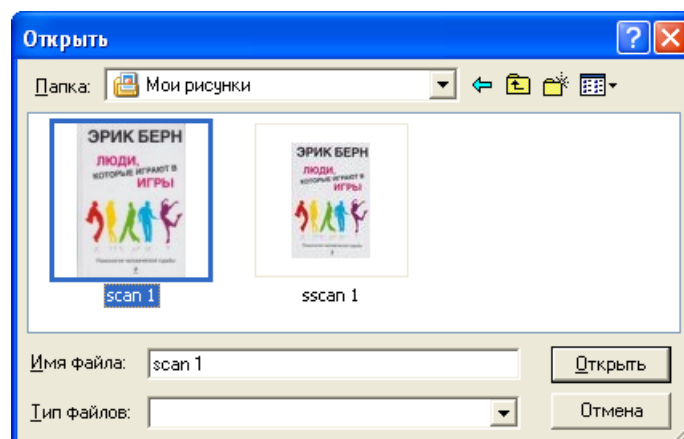 Открыть
Папка: Мои рисунки
ЭРИК БЕРН
ЛЮДИ,
КОТОРЫЕ ИГРАЮТ В
ИГРЫ
ЭРИК БЕРН
ЛЮДИ,
КОТОРЫЕ ИГРАЮТ В
ИГРЫ
scan 1
sscan 1
Имя файла: scan 1
Открыть
Тип файлов:
Отмена